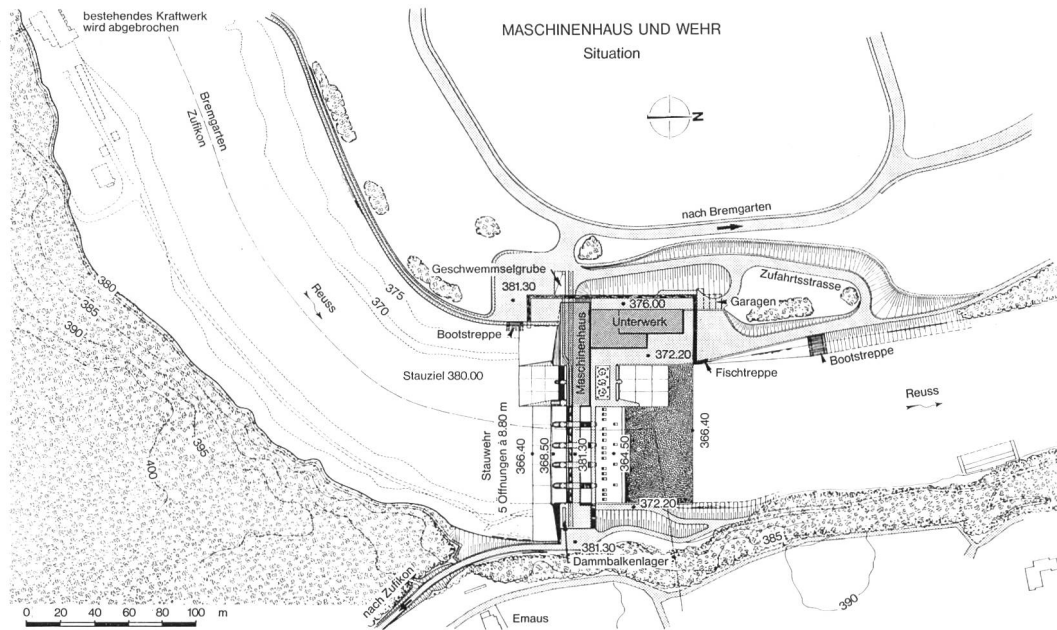 bestehendes Kraftwerk
wird abgebrochen
MASCHINENHAUS UND WEHR
Situation
N
Bremgarten
Zufikon
nach Bremgarten
Geschwemmselgrube
381.30
376.00
Zufahrtsstrasse
Garagen
380
385
390
375
370
Reuss
Bootstreppe
Maschinenhaus
Unterwerk
372.20
Fischtreppe
Bootstreppe
Stauziel 380.00
Reuss
395
400
Stauwehr
5 Öffnungen à 8.80 m
366.40
368.50
381.30
364.50
366.40
372.20
385
381.30
Dammbalkenlager
nach Zufikon
390
Emaus
0 20 40 60 80 100 m